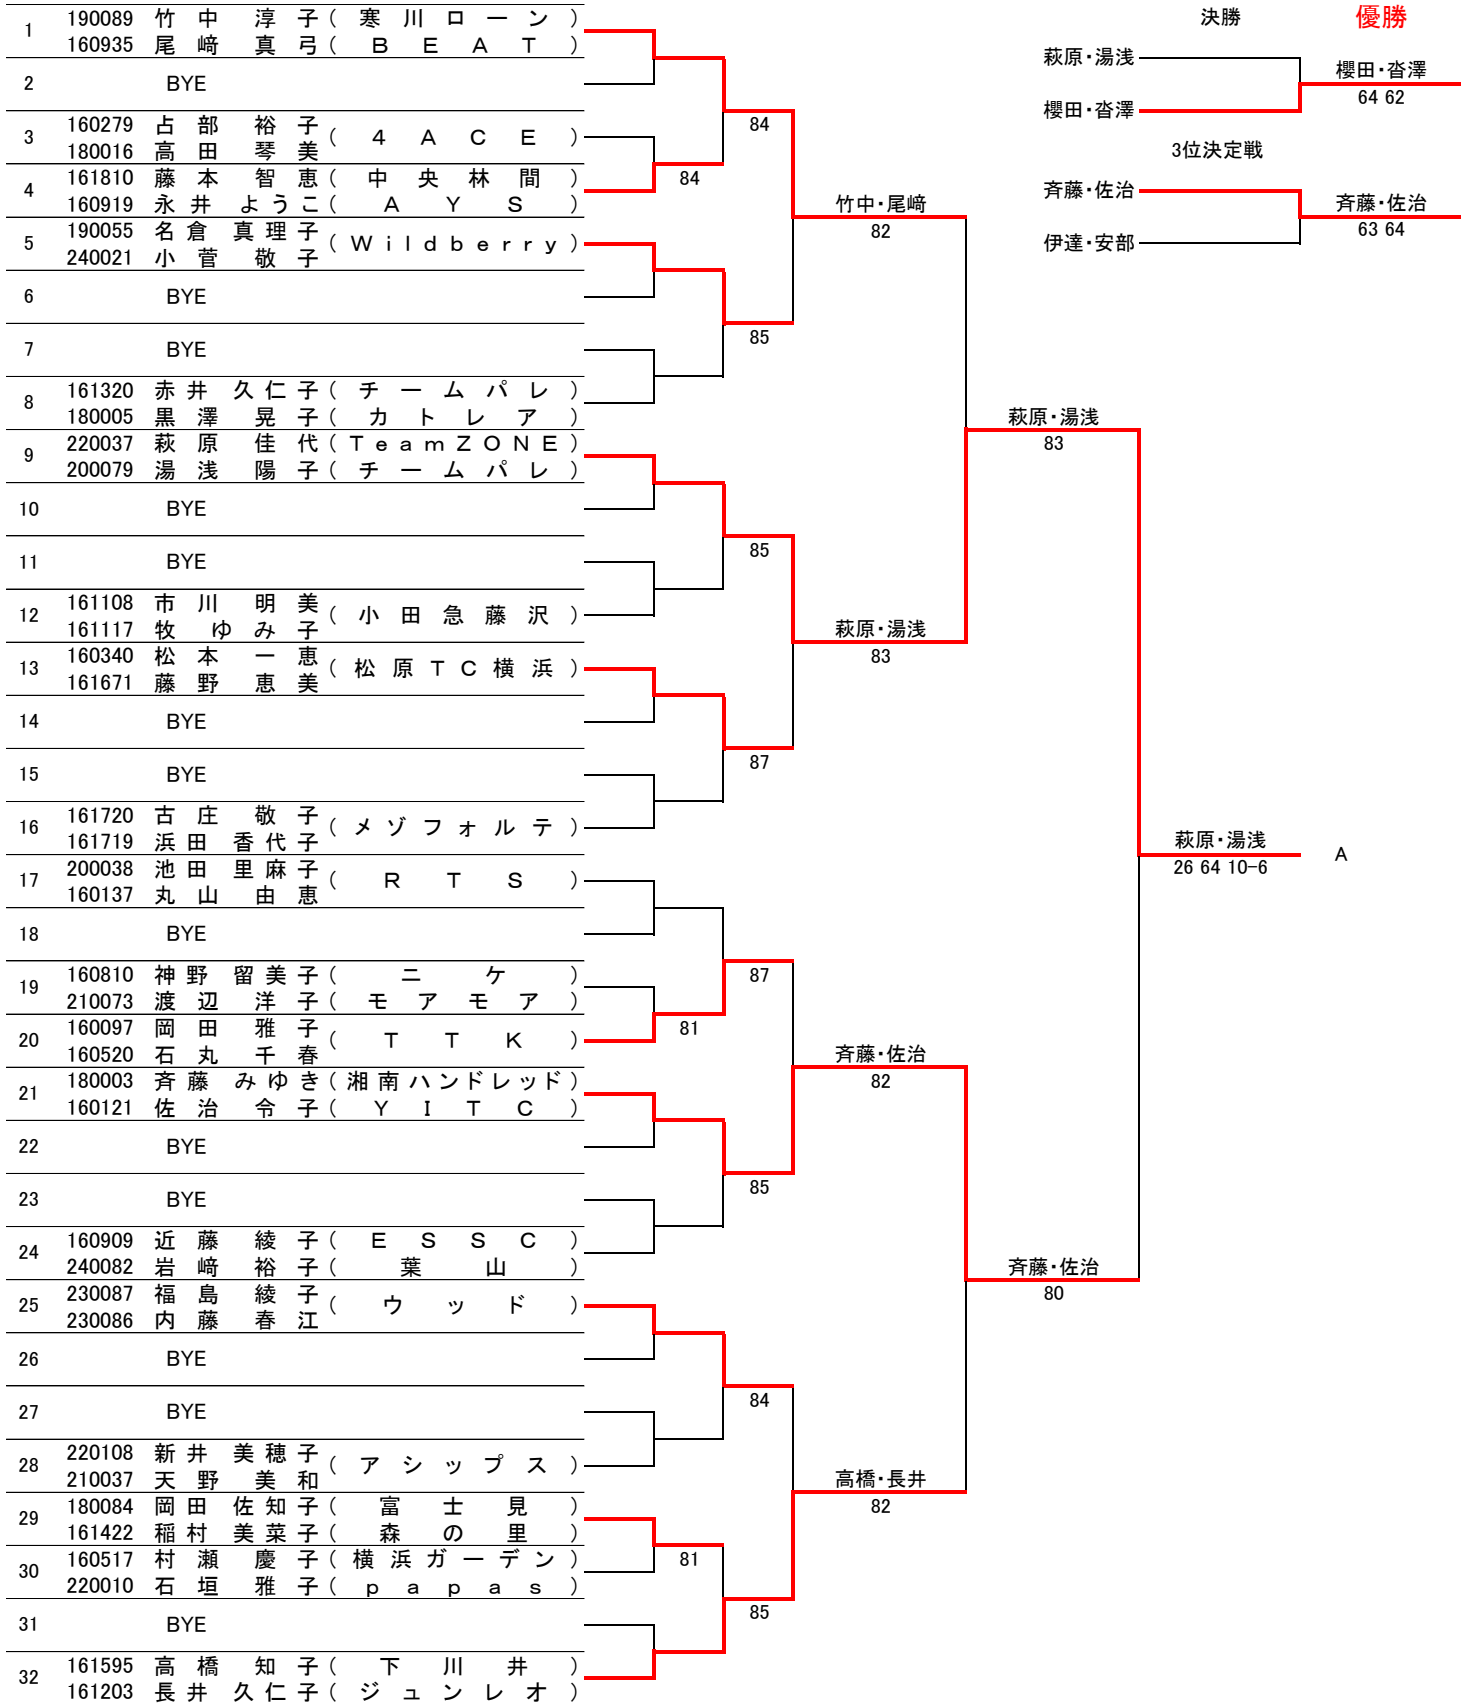 1 190089 竹中 淳子(寒川ローン)
160935 尾﨑 真弓(BEAT)
2 BYE
3 160279 占部 裕子(4ACE)
180016 高田 琴美
4 161810 藤本 智恵(中央林間)
160919 永井 ようこ(AYS)
5 190055 名倉 真理子(Wildberry)
240021 小菅 敬子
6 BYE
7 BYE
8 161320 赤井 久仁子(チームパレ)
180005 黒澤 晃子(カトレア)
9 220037 萩原 佳代(TeamZONE)
200079 湯浅 陽子(チームパレ)
10 BYE
11 BYE
12 161108 市川 明美(小田急藤沢)
161117 牧 ゆみ子
13 160340 松本 一恵(松原TC横浜)
161671 藤野 恵美
14 BYE
15 BYE
16 161720 古庄 敬子(メゾフォルテ)
161719 浜田 香代子
17 200038 池田 里麻子(RTS)
160137 丸山 由恵
18 BYE
19 160810 神野 留美子(ニケ)
210073 渡辺 洋子(モアモア)
20 160097 岡田 雅子(TTK)
160520 石丸 千春
21 180003 斉藤 みゆき(湘南ハンドレッド)
160121 佐治 令子(YITC)
22 BYE
23 BYE
24 160909 近藤 綾子(ESSC)
240082 岩﨑 裕子(葉山)
25 230087 福島 綾子(ウッド)
230086 内藤 春江
26 BYE
27 BYE
28 220108 新井 美穂子(アシップス)
210037 天野 美和
29 180084 岡田 佐知子(富士見)
161422 稲村 美菜子(森の里)
30 160517 村瀬 慶子(横浜ガーデン)
220010 石垣 雅子(papas)
31 BYE
32 161595 高橋 知子(下川井)
161203 長井 久仁子(ジュンレオ)
84
81
81
84
85
85
87
87
85
84
85
竹中・尾﨑
82
萩原・湯浅
83
斉藤・佐治
82
高橋・長井
82
萩原・湯浅
83
斉藤・佐治
80
萩原・湯浅
26 64 10-6
A
決勝
優勝
萩原・湯浅
櫻田・沓澤
櫻田・沓澤
64 62
3位決定戦
斉藤・佐治
伊達・安部
斉藤・佐治
63 64